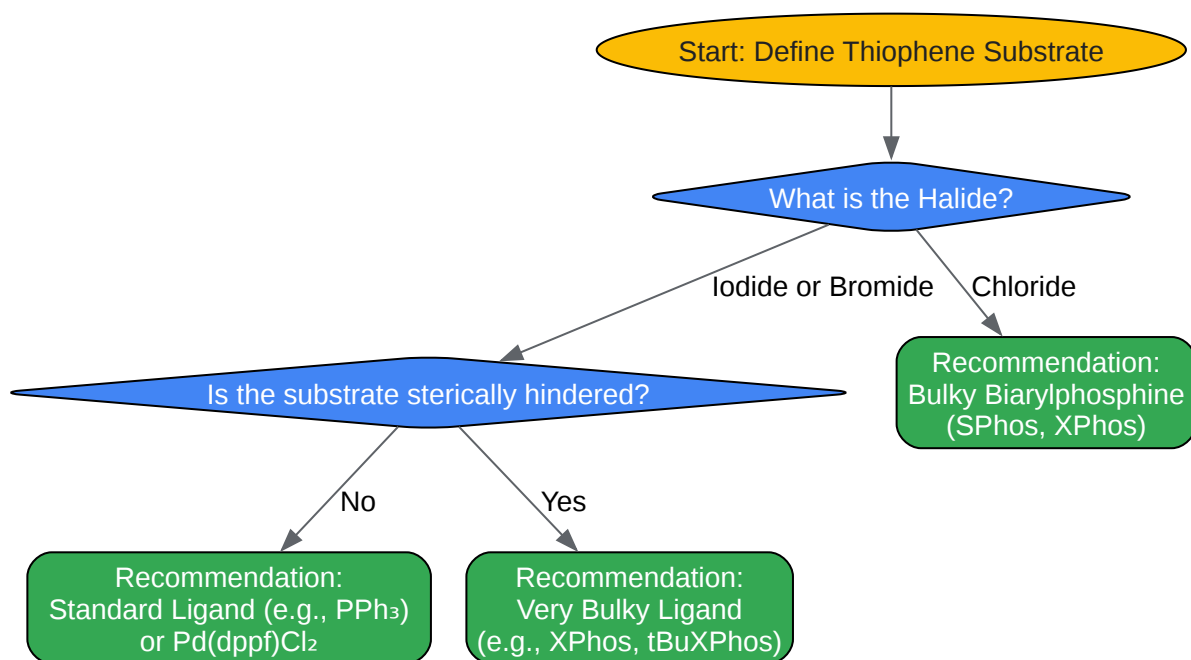 Start: Define Thiophene Substrate
What is the Halide?
Iodide or Bromide
Chloride
Is the substrate sterically hindered?
Recommendation:
Bulky Biarylphosphine
(SPhos, XPhos)
No
Yes
Recommendation:
Standard Ligand (e.g., PPh₃)
or Pd(dppf)Cl₂
Recommendation:
Very Bulky Ligand
(e.g., XPhos, tBuXPhos)